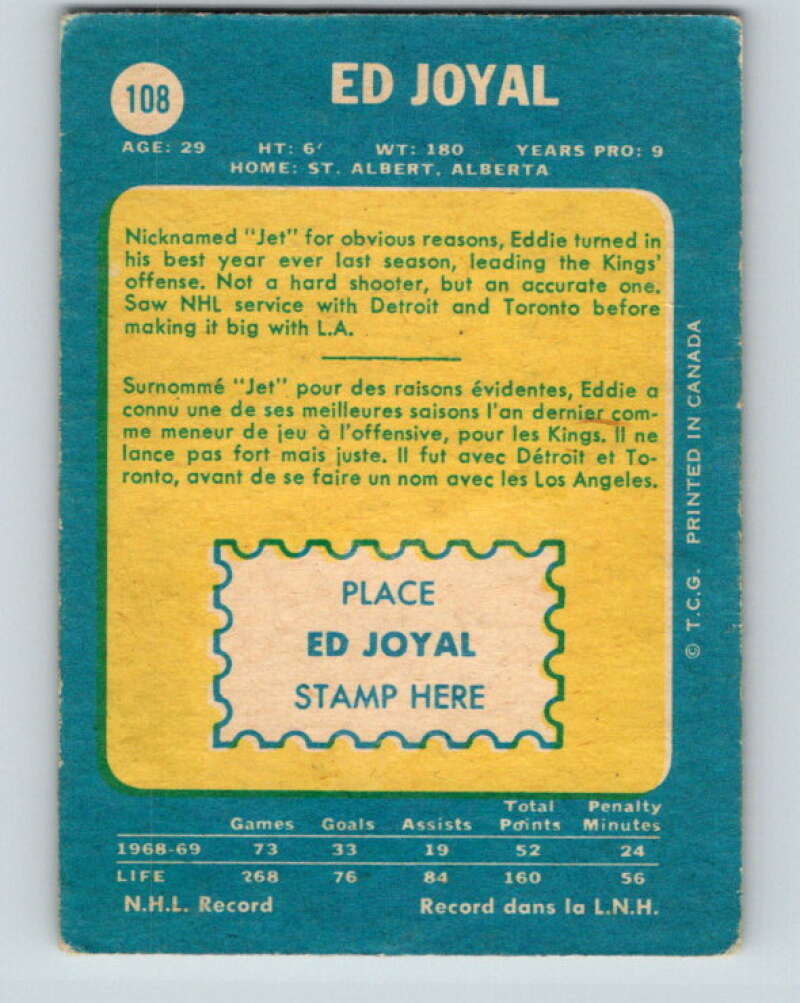 108
ED JOYAL
AGE: 29 HT: 6′ WT: 180 YEARS PRO: 9
HOME: ST. ALBERT, ALBERTA
Nicknamed "Jet" for obvious reasons, Eddie turned in
his best year ever last season, leading the Kings'
offense. Not a hard shooter, but an accurate one.
Saw NHL service with Detroit and Toronto before
making it big with L.A.
Surnommé "Jet" pour des raisons évidentes, Eddie a
connu une de ses meilleures saisons l'an dernier com-
me meneur de jeu à l'offensive, pour les Kings. Il ne
lance pas fort mais juste. Il fut avec Détroit et To-
ronto, avant de se faire un nom avec les Los Angeles.
PLACE
ED JOYAL
STAMP HERE
© T.C.G. PRINTED IN CANADA
Total Penalty
Games Goals Assists Points Minutes
1968-69 73 33 19 52 24
LIFE 268 76 84 160 56
N.H.L. Record Record dans la L.N.H.